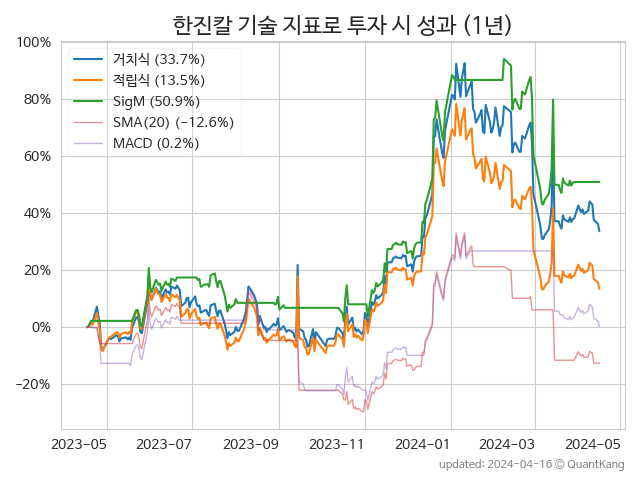 한진칼 기술 지표로 투자 시 성과 (1년)
거치식 (33.7%)
적립식 (13.5%)
SigM (50.9%)
SMA(20) (−12.6%)
MACD (0.2%)
100%
80%
60%
40%
20%
0%
−20%
2023-05 2023-07 2023-09 2023-11 2024-01 2024-03 2024-05
updated: 2024-04-16 © QuantKang